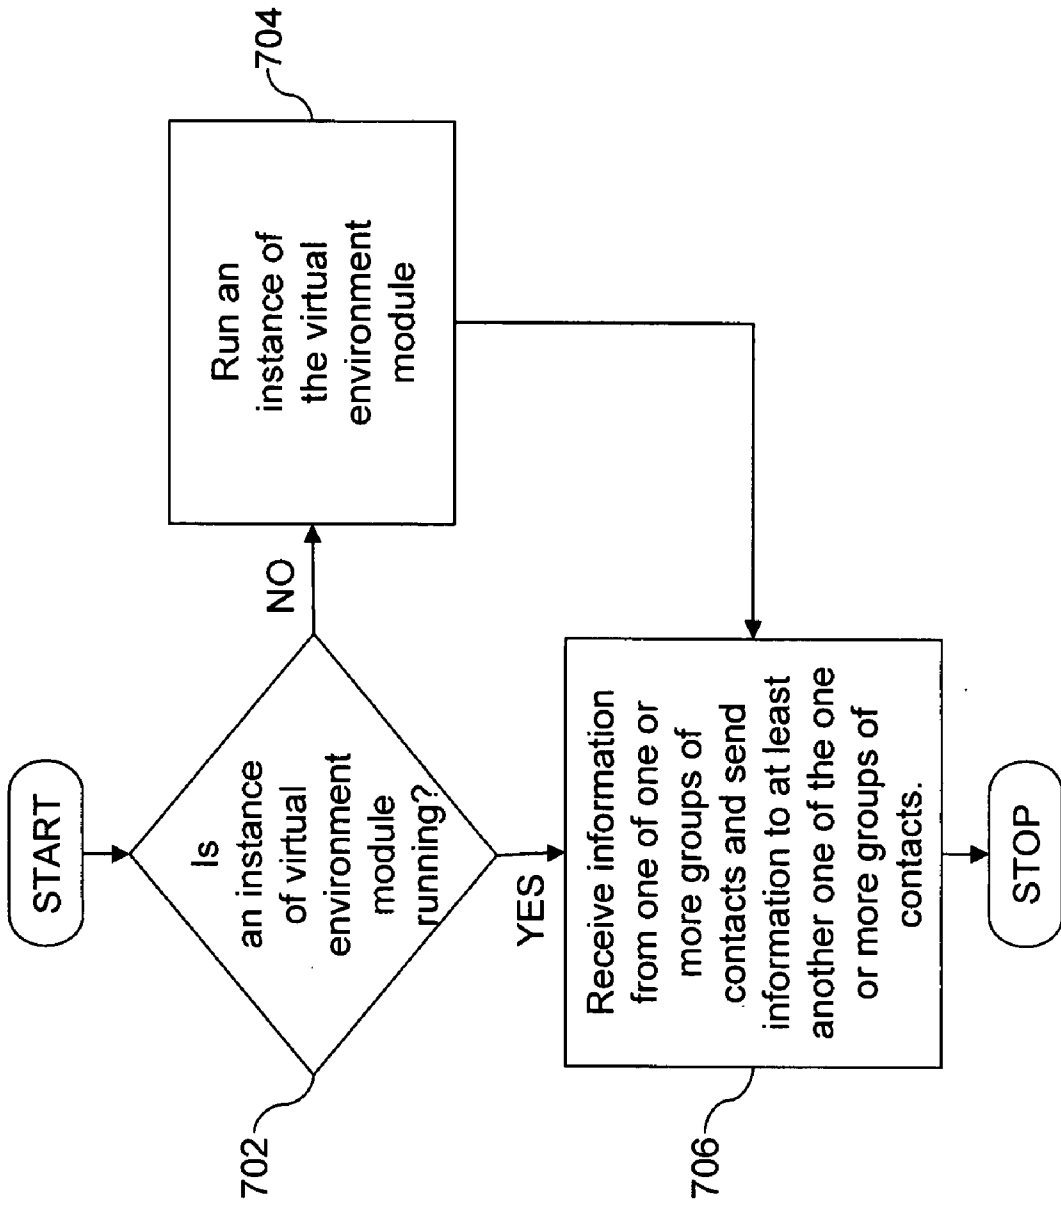 START
Is
an instance
of virtual
environment
module
running?
702
NO
Run an
instance of
the virtual
environment
module
704
YES
Receive information
from one of one or
more groups of
contacts and send
information to at least
another one of the one
or more groups of
contacts.
706
STOP